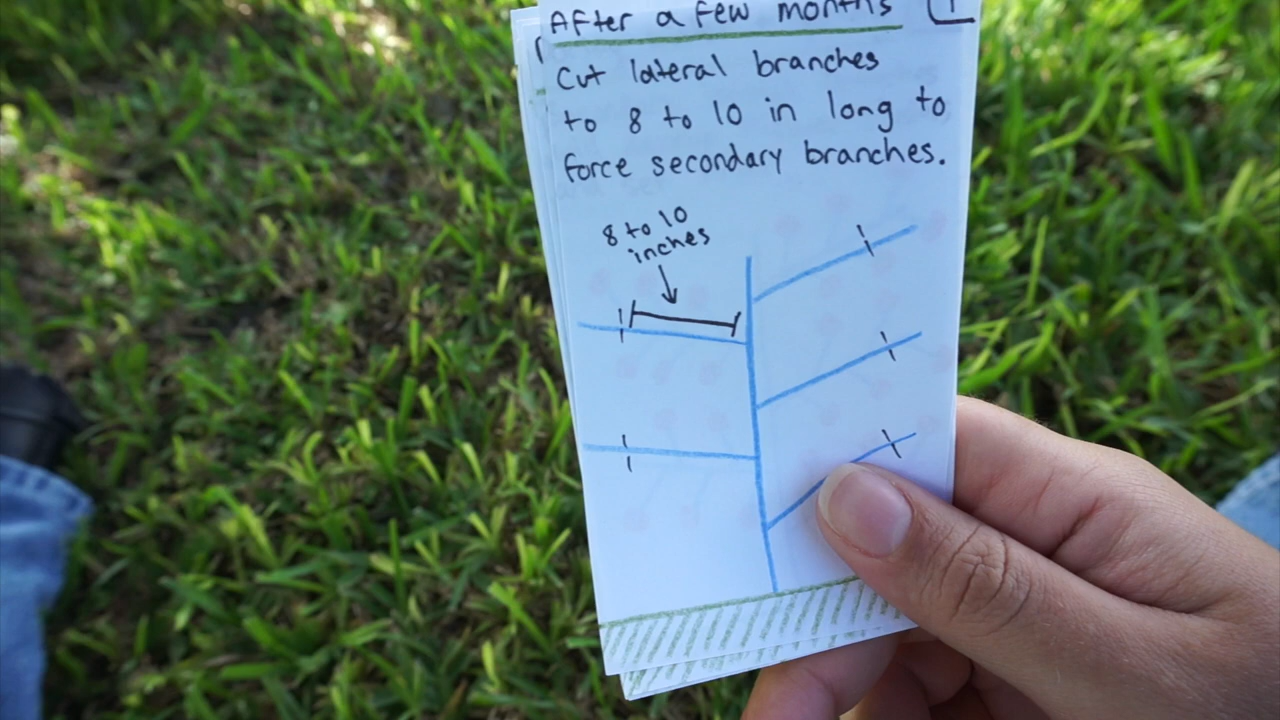 After a few months 1
cut lateral branches
to 8 to 10 in long to
force secondary branches.
8 to 10
inches